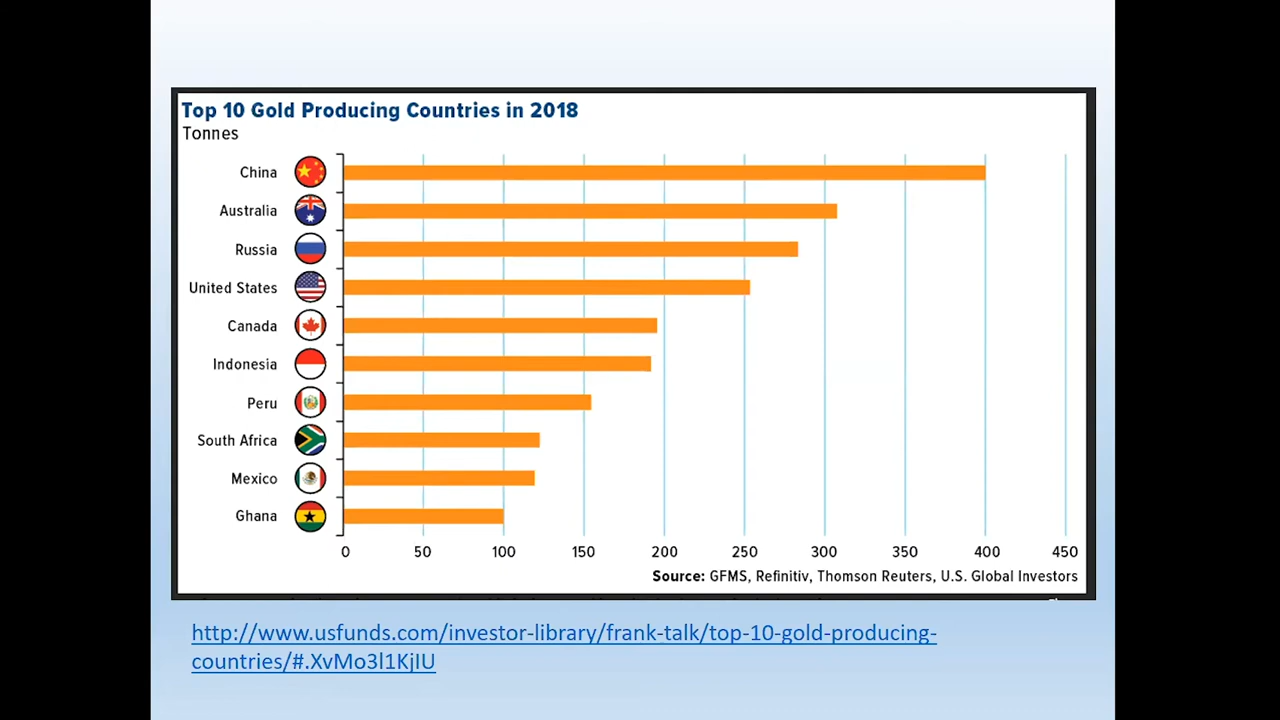 Top 10 Gold Producing Countries in 2018
Tonnes
China
Australia
Russia
United States
Canada
Indonesia
Peru
South Africa
Mexico
Ghana
0 50 100 150 200 250 300 350 400 450
Source: GFMS, Refinitiv, Thomson Reuters, U.S. Global Investors
http://www.usfunds.com/investor-library/frank-talk/top-10-gold-producing-
countries/#.XvMo3l1KjIU